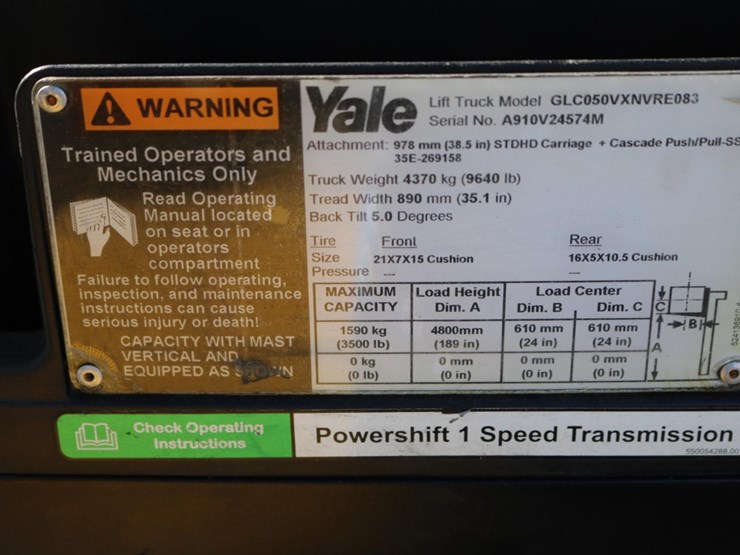 WARNING
Trained Operators and
Mechanics Only
Read Operating
Manual located
on seat or in
operators
compartment
Failure to follow operating,
inspection, and maintenance
instructions can cause
serious injury or death!
CAPACITY WITH MAST
VERTICAL AND
EQUIPPED AS SHOWN
Yale
Lift Truck Model GLC050VXNVRE083
Serial No. A910V24574M
Attachment: 978 mm (38.5 in) STDHD Carriage + Cascade Push/Pull-SS
35E-269158
Truck Weight 4370 kg (9640 lb)
Tread Width 890 mm (35.1 in)
Back Tilt 5.0 Degrees
Tire Front Rear
Size 21X7X15 Cushion 16X5X10.5 Cushion
Pressure --- ---
MAXIMUM CAPACITY Load Height Dim. A Load Center Dim. B Dim. C
1590 kg 4800mm 610 mm 610 mm
(3500 lb) (189 in) (24 in) (24 in)
0 kg 0 mm 0 mm 0 mm
(0 lb) (0 in) (0 in) (0 in)
C
B
A
Check Operating
Instructions
Powershift 1 Speed Transmission
550054288.00